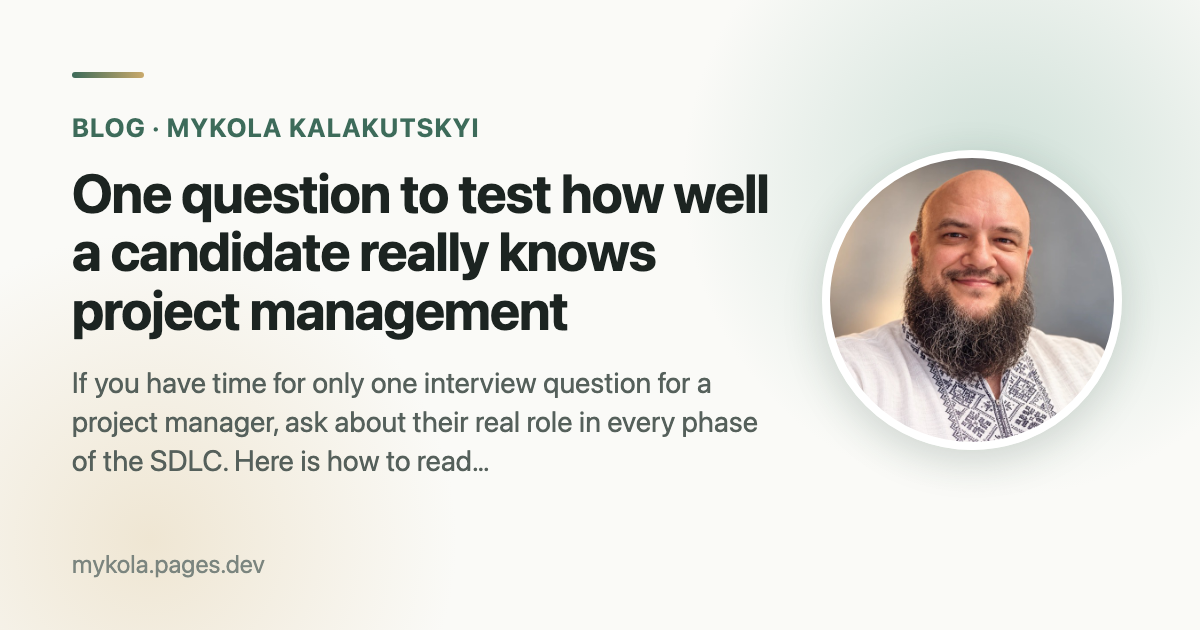 BLOG · MYKOLA KALAKUTSKYI
One question to test how well
a candidate really knows
project management
If you have time for only one interview question for a
project manager, ask about their real role in every phase
of the SDLC. Here is how to read...
mykola.pages.dev